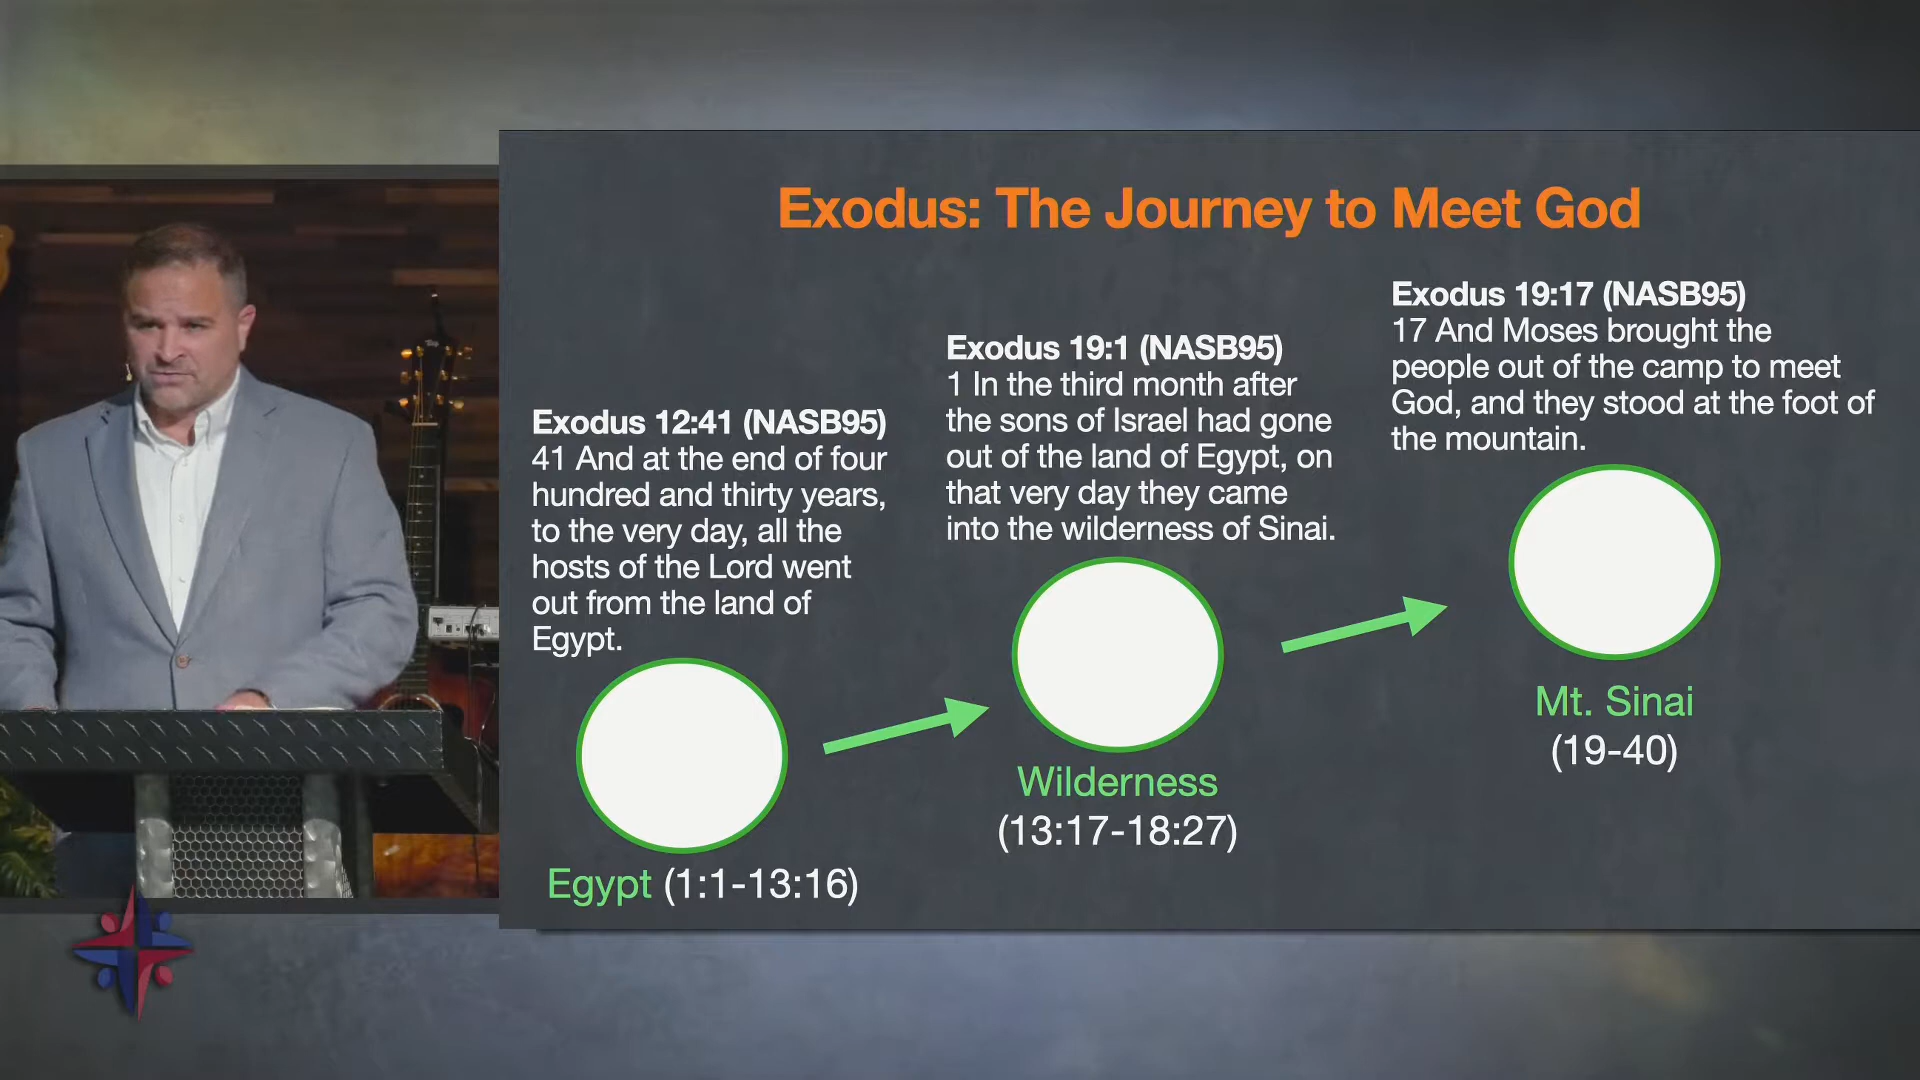 Exodus: The Journey to Meet God
Exodus 12:41 (NASB95)
41 And at the end of four
hundred and thirty years,
to the very day, all the
hosts of the Lord went
out from the land of
Egypt.
Egypt (1:1-13:16)
Exodus 19:1 (NASB95)
1 In the third month after
the sons of Israel had gone
out of the land of Egypt, on
that very day they came
into the wilderness of Sinai.
Wilderness
(13:17-18:27)
Exodus 19:17 (NASB95)
17 And Moses brought the
people out of the camp to meet
God, and they stood at the foot of
the mountain.
Mt. Sinai
(19-40)